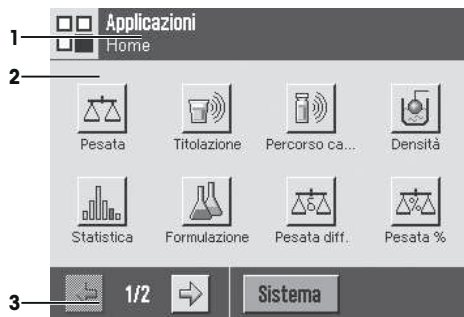 1
Applicazioni
Home
2
Pesata Titolazione Percorso ca... Densità
Statistica Formulazione Pesata diff. Pesata %
3
1/2 Sistema